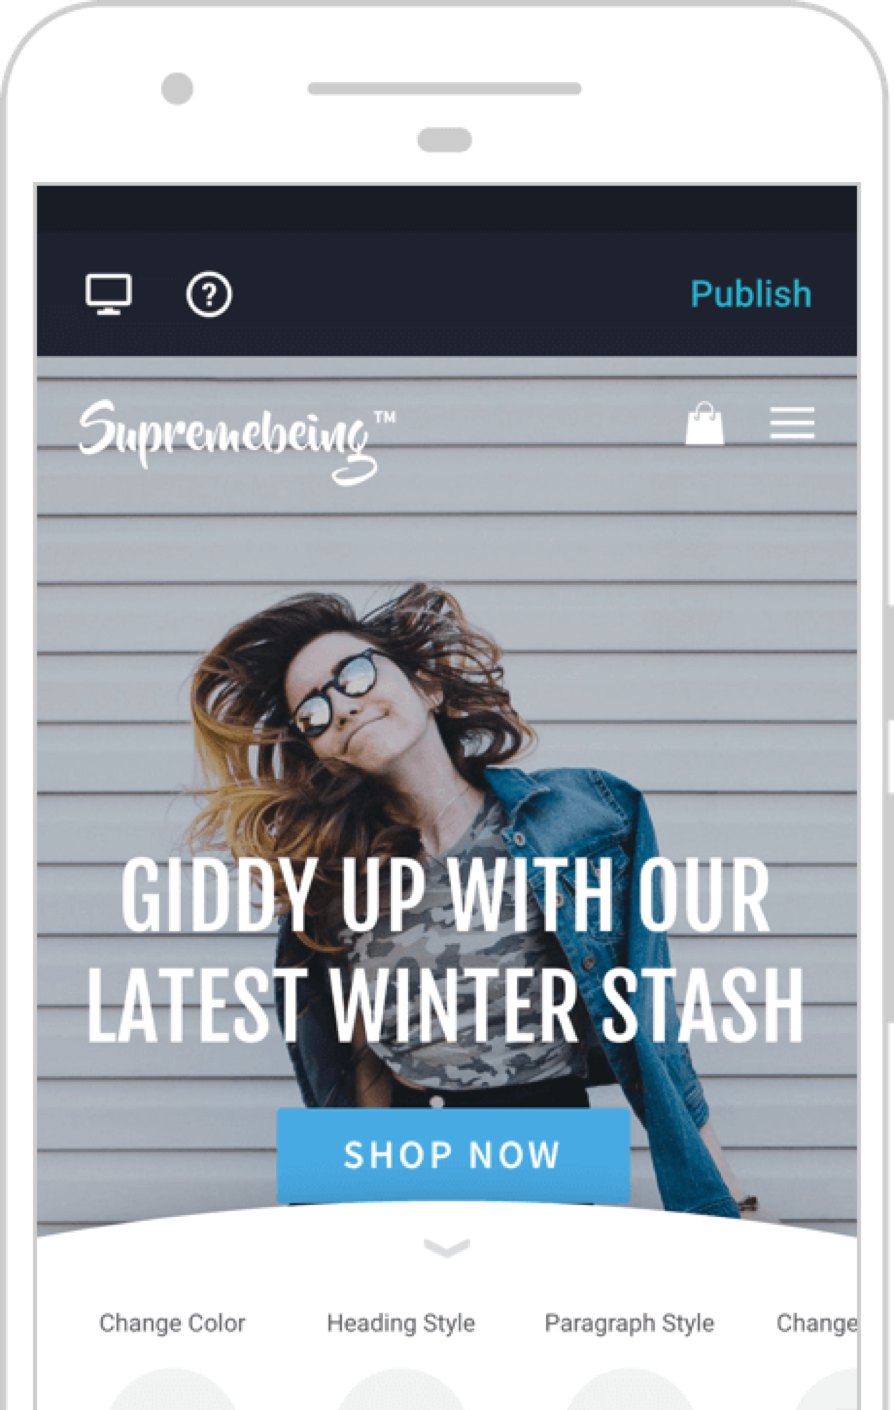 Publish
Supremebeing™
GIDDY UP WITH OUR
LATEST WINTER STASH
SHOP NOW
Change Color
Heading Style
Paragraph Style
Change